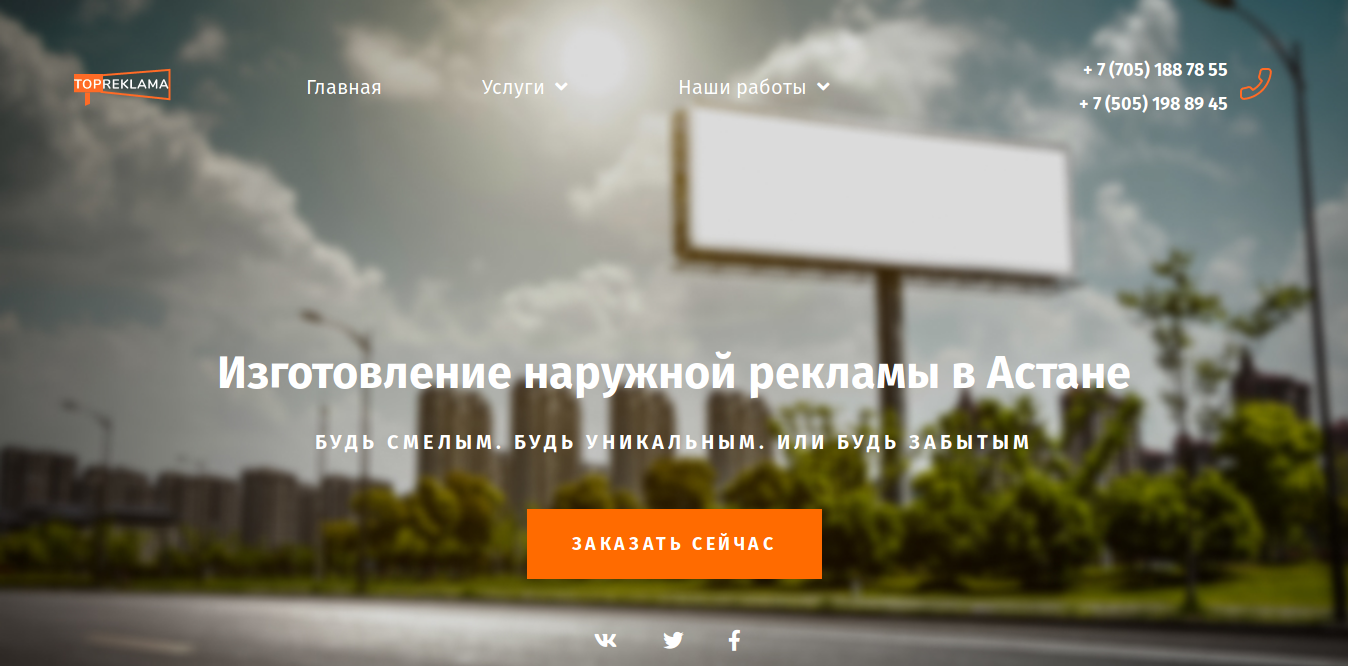 TOPREKLAMA
Главная
Услуги
Наши работы
+ 7 (705) 188 78 55
+ 7 (505) 198 89 45
Изготовление наружной рекламы в Астане
БУДЬ СМЕЛЫМ. БУДЬ УНИКАЛЬНЫМ. ИЛИ БУДЬ ЗАБЫТЫМ
ЗАКАЗАТЬ СЕЙЧАС